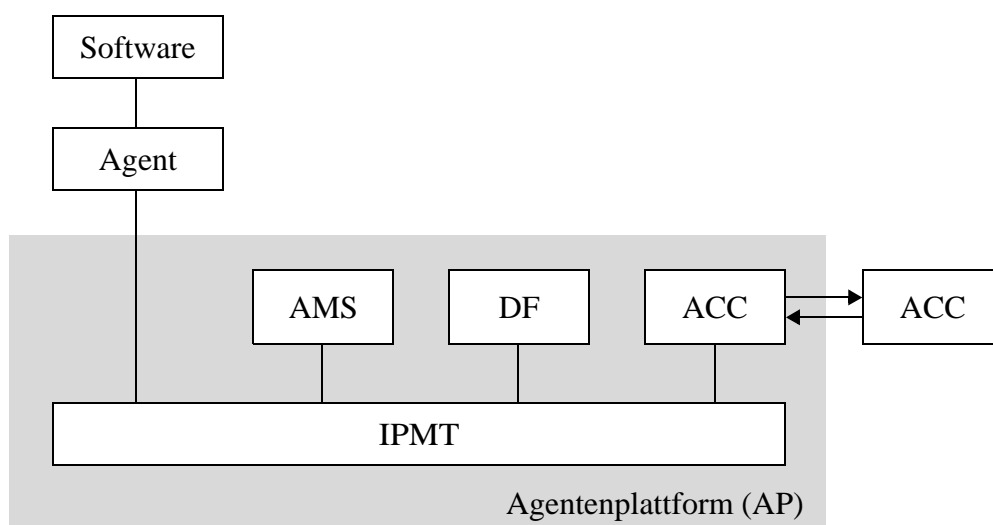 Software
Agent
AMS
DF
ACC
ACC
IPMT
Agentenplattform (AP)